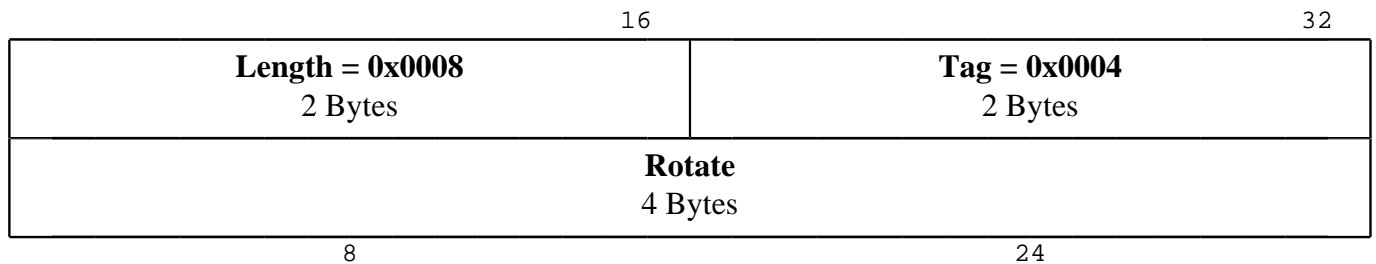 16 32
Length = 0x0008 Tag = 0x0004
2 Bytes 2 Bytes
Rotate
4 Bytes
8 24